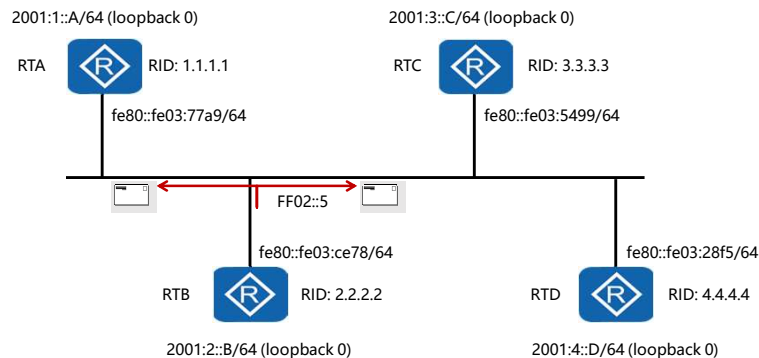 2001:1::A/64 (loopback 0)
2001:3::C/64 (loopback 0)
RTA
R
RID: 1.1.1.1
RTC
R
RID: 3.3.3.3
fe80::fe03:77a9/64
fe80::fe03:5499/64
FF02::5
fe80::fe03:ce78/64
fe80::fe03:28f5/64
RTB
R
RID: 2.2.2.2
RTD
R
RID: 4.4.4.4
2001:2::B/64 (loopback 0)
2001:4::D/64 (loopback 0)